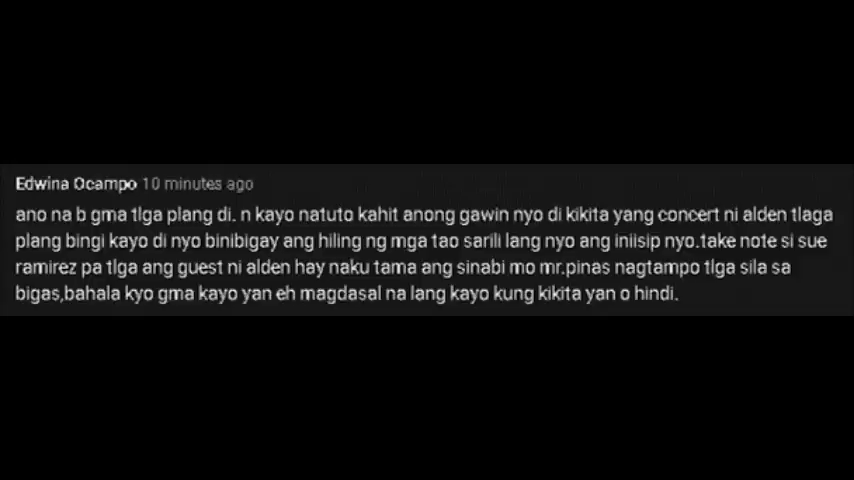 Edwina Ocampo 10 minutes ago
ano na b gma tlga plang di. n kayo natuto kahit anong gawin nyo di kikita yang concert ni alden tlaga
plang bingi kayo di nyo binibigay ang hiling ng mga tao sarili lang nyo ang iniisip nyo.take note si sue
ramirez pa tlga ang guest ni alden hay naku tama ang sinabi mo mr.pinas nagtampo tlga sila sa
bigas,bahala kyo gma kayo yan eh magdasal na lang kayo kung kikita yan o hindi.